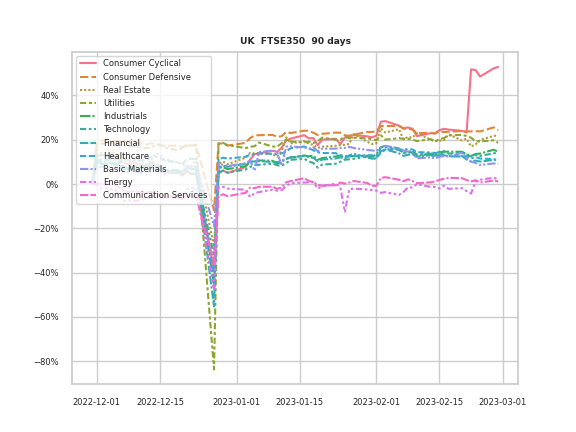 UK FTSE350 90 days
Consumer Cyclical
Consumer Defensive
Real Estate
Utilities
Industrials
Technology
Financial
Healthcare
Basic Materials
Energy
Communication Services
40%
20%
0%
−20%
−40%
−60%
−80%
2022-12-01 2022-12-15 2023-01-01 2023-01-15 2023-02-01 2023-02-15 2023-03-01